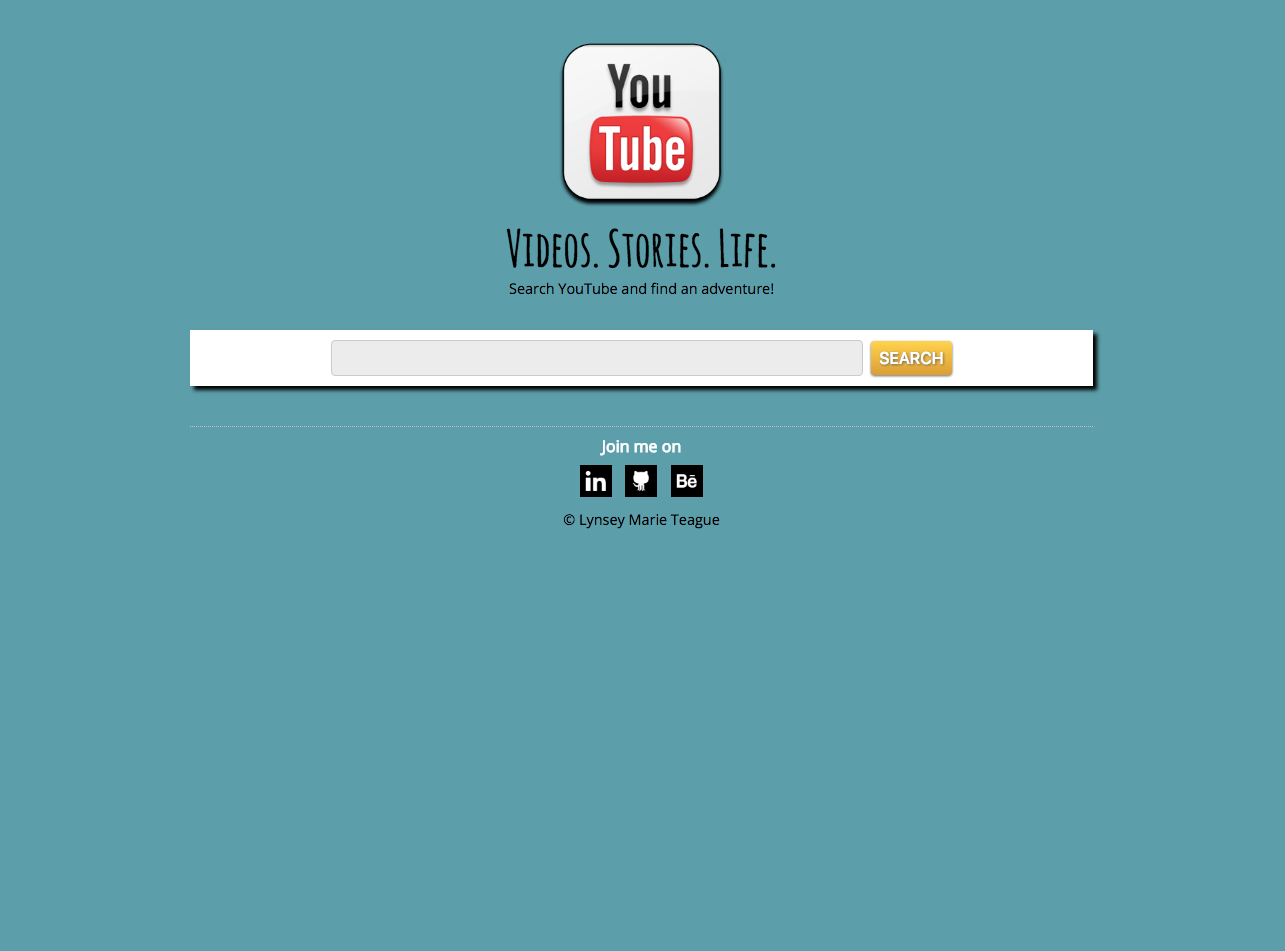 You
Tube
Videos. Stories. Life.
Search YouTube and find an adventure!
SEARCH
Join me on
in
Bē
© Lynsey Marie Teague